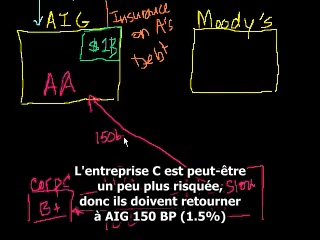 AIG
Insurance
on A's
Debt
Moody's
$1B
AA
150b
L'entreprise C est peut-être
un peu plus risquée,
donc ils doivent retourner
à AIG 150 BP (1.5%)
Corp C
B+